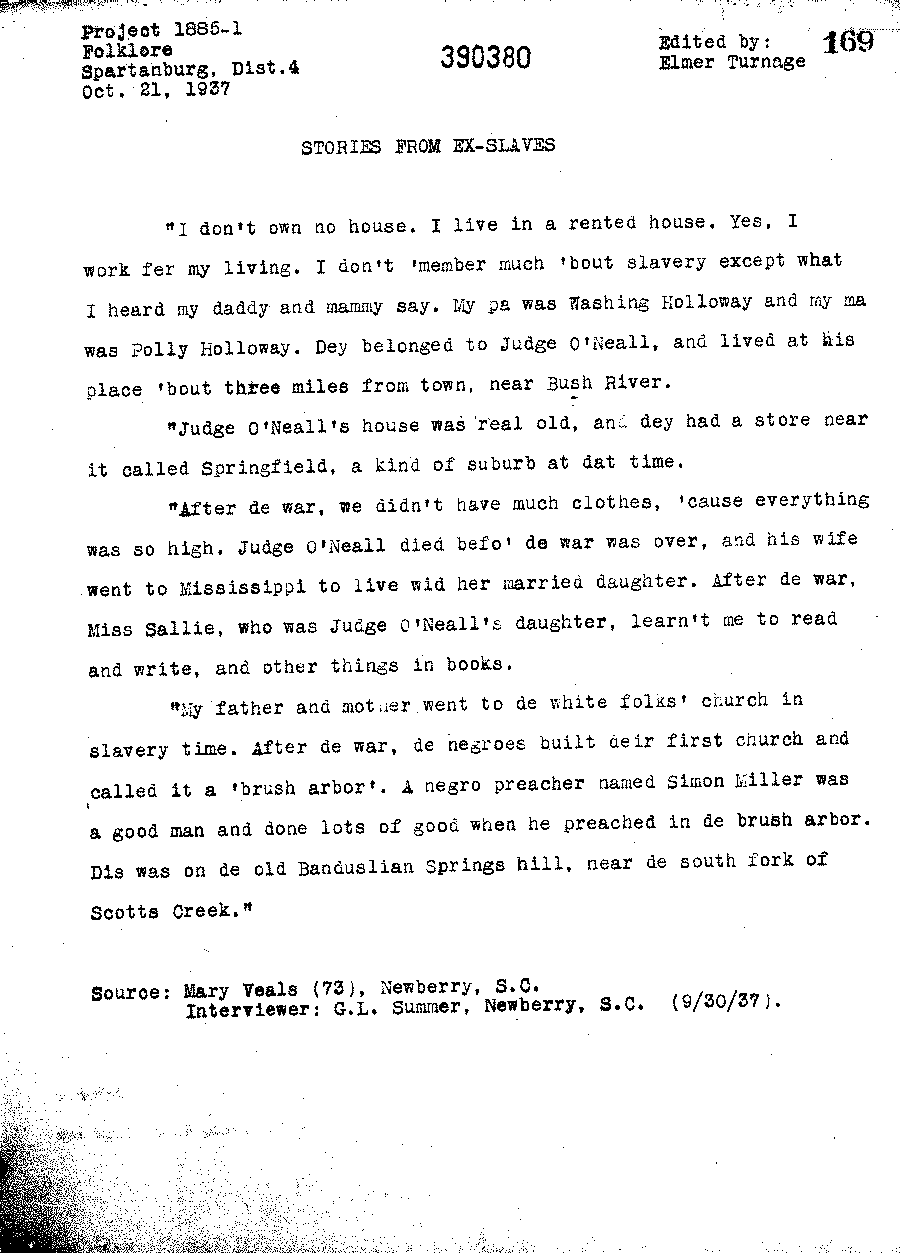 Project 1885-1
Folklore
Spartanburg, Dist.4
Oct. 21, 1937
390380
Edited by:
Elmer Turnage
169
STORIES FROM EX-SLAVES
"I don't own no house. I live in a rented house. Yes, I
work fer my living. I don't 'member much 'bout slavery except what
I heard my daddy and mammy say. My pa was Washing Holloway and my ma
was Polly Holloway. Dey belonged to Judge O'Neall, and lived at his
place 'bout three miles from town, near Bush River.
"Judge O'Neall's house was real old, and dey had a store near
it called Springfield, a kind of suburb at dat time.
"After de war, we didn't have much clothes, 'cause everything
was so high. Judge O'Neall died befo' de war was over, and his wife
went to Mississippi to live wid her married daughter. After de war,
Miss Sallie, who was Judge O'Neall's daughter, learn't me to read
and write, and other things in books.
"My father and mother went to de white folks' church in
slavery time. After de war, de negroes built deir first church and
called it a 'brush arbor'. A negro preacher named Simon Miller was
a good man and done lots of good when he preached in de brush arbor.
Dis was on de old Banduslian Springs hill, near de south fork of
Scotts Creek."
Source: Mary Veals (73), Newberry, S.C.
Interviewer: G.L. Summer, Newberry, S.C. (9/30/37).